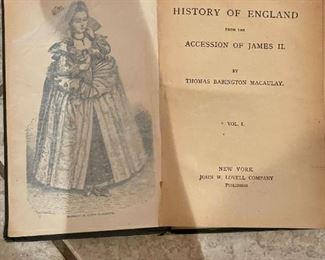 HISTORY OF ENGLAND
FROM THE
ACCESSION OF JAMES II.
BY
THOMAS BABINGTON MACAULAY.
VOL. I.
NEW YORK
JOHN W. LOVELL COMPANY
PUBLISHERS